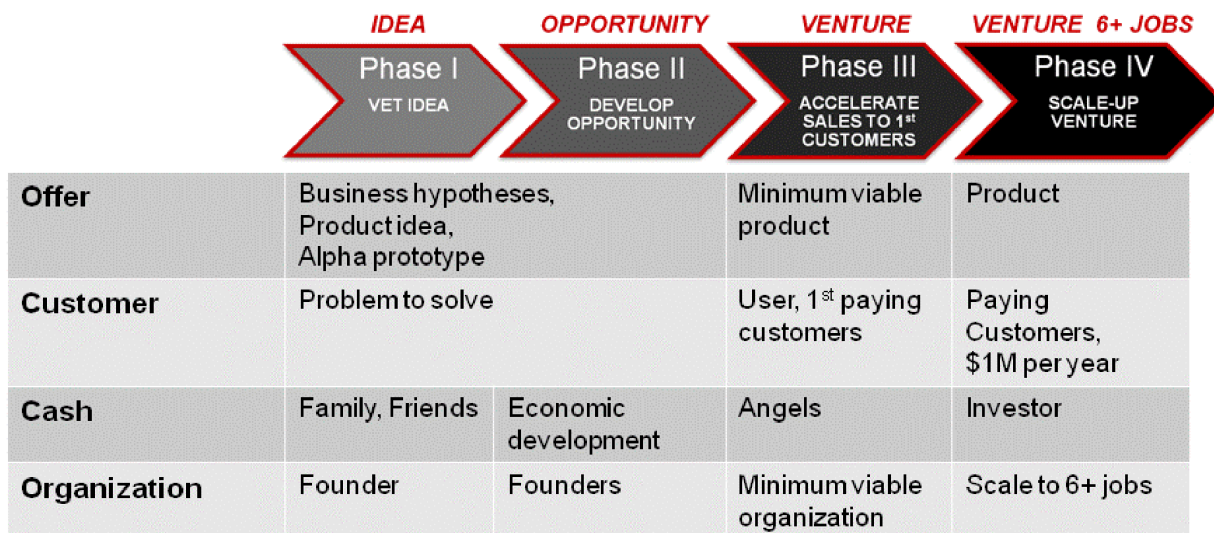 IDEA
OPPORTUNITY
VENTURE
VENTURE 6+ JOBS
Phase I
VET IDEA
Phase II
DEVELOP
OPPORTUNITY
Phase III
ACCELERATE
SALES TO 1st
CUSTOMERS
Phase IV
SCALE-UP
VENTURE
Offer
Business hypotheses,
Product idea,
Alpha prototype
Minimum viable
product
Product
Customer
Problem to solve
User, 1st paying
customers
Paying
Customers,
$1M per year
Cash
Family, Friends
Economic
development
Angels
Investor
Organization
Founder
Founders
Minimum viable
organization
Scale to 6+ jobs